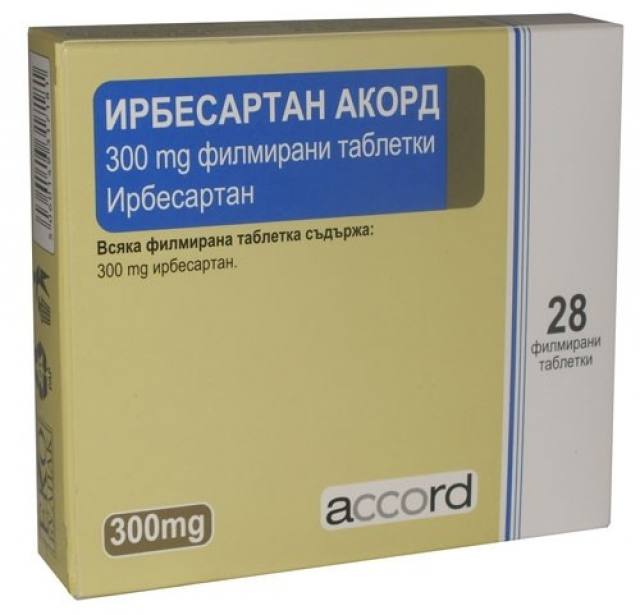 ИРБЕСАРТАН АКОРД
300 mg филмирани таблетки
Ирбесартан
Всяка филмирана таблетка съдържа:
300 mg ирбесартан.
28
филмирани
таблетки
300mg
accord